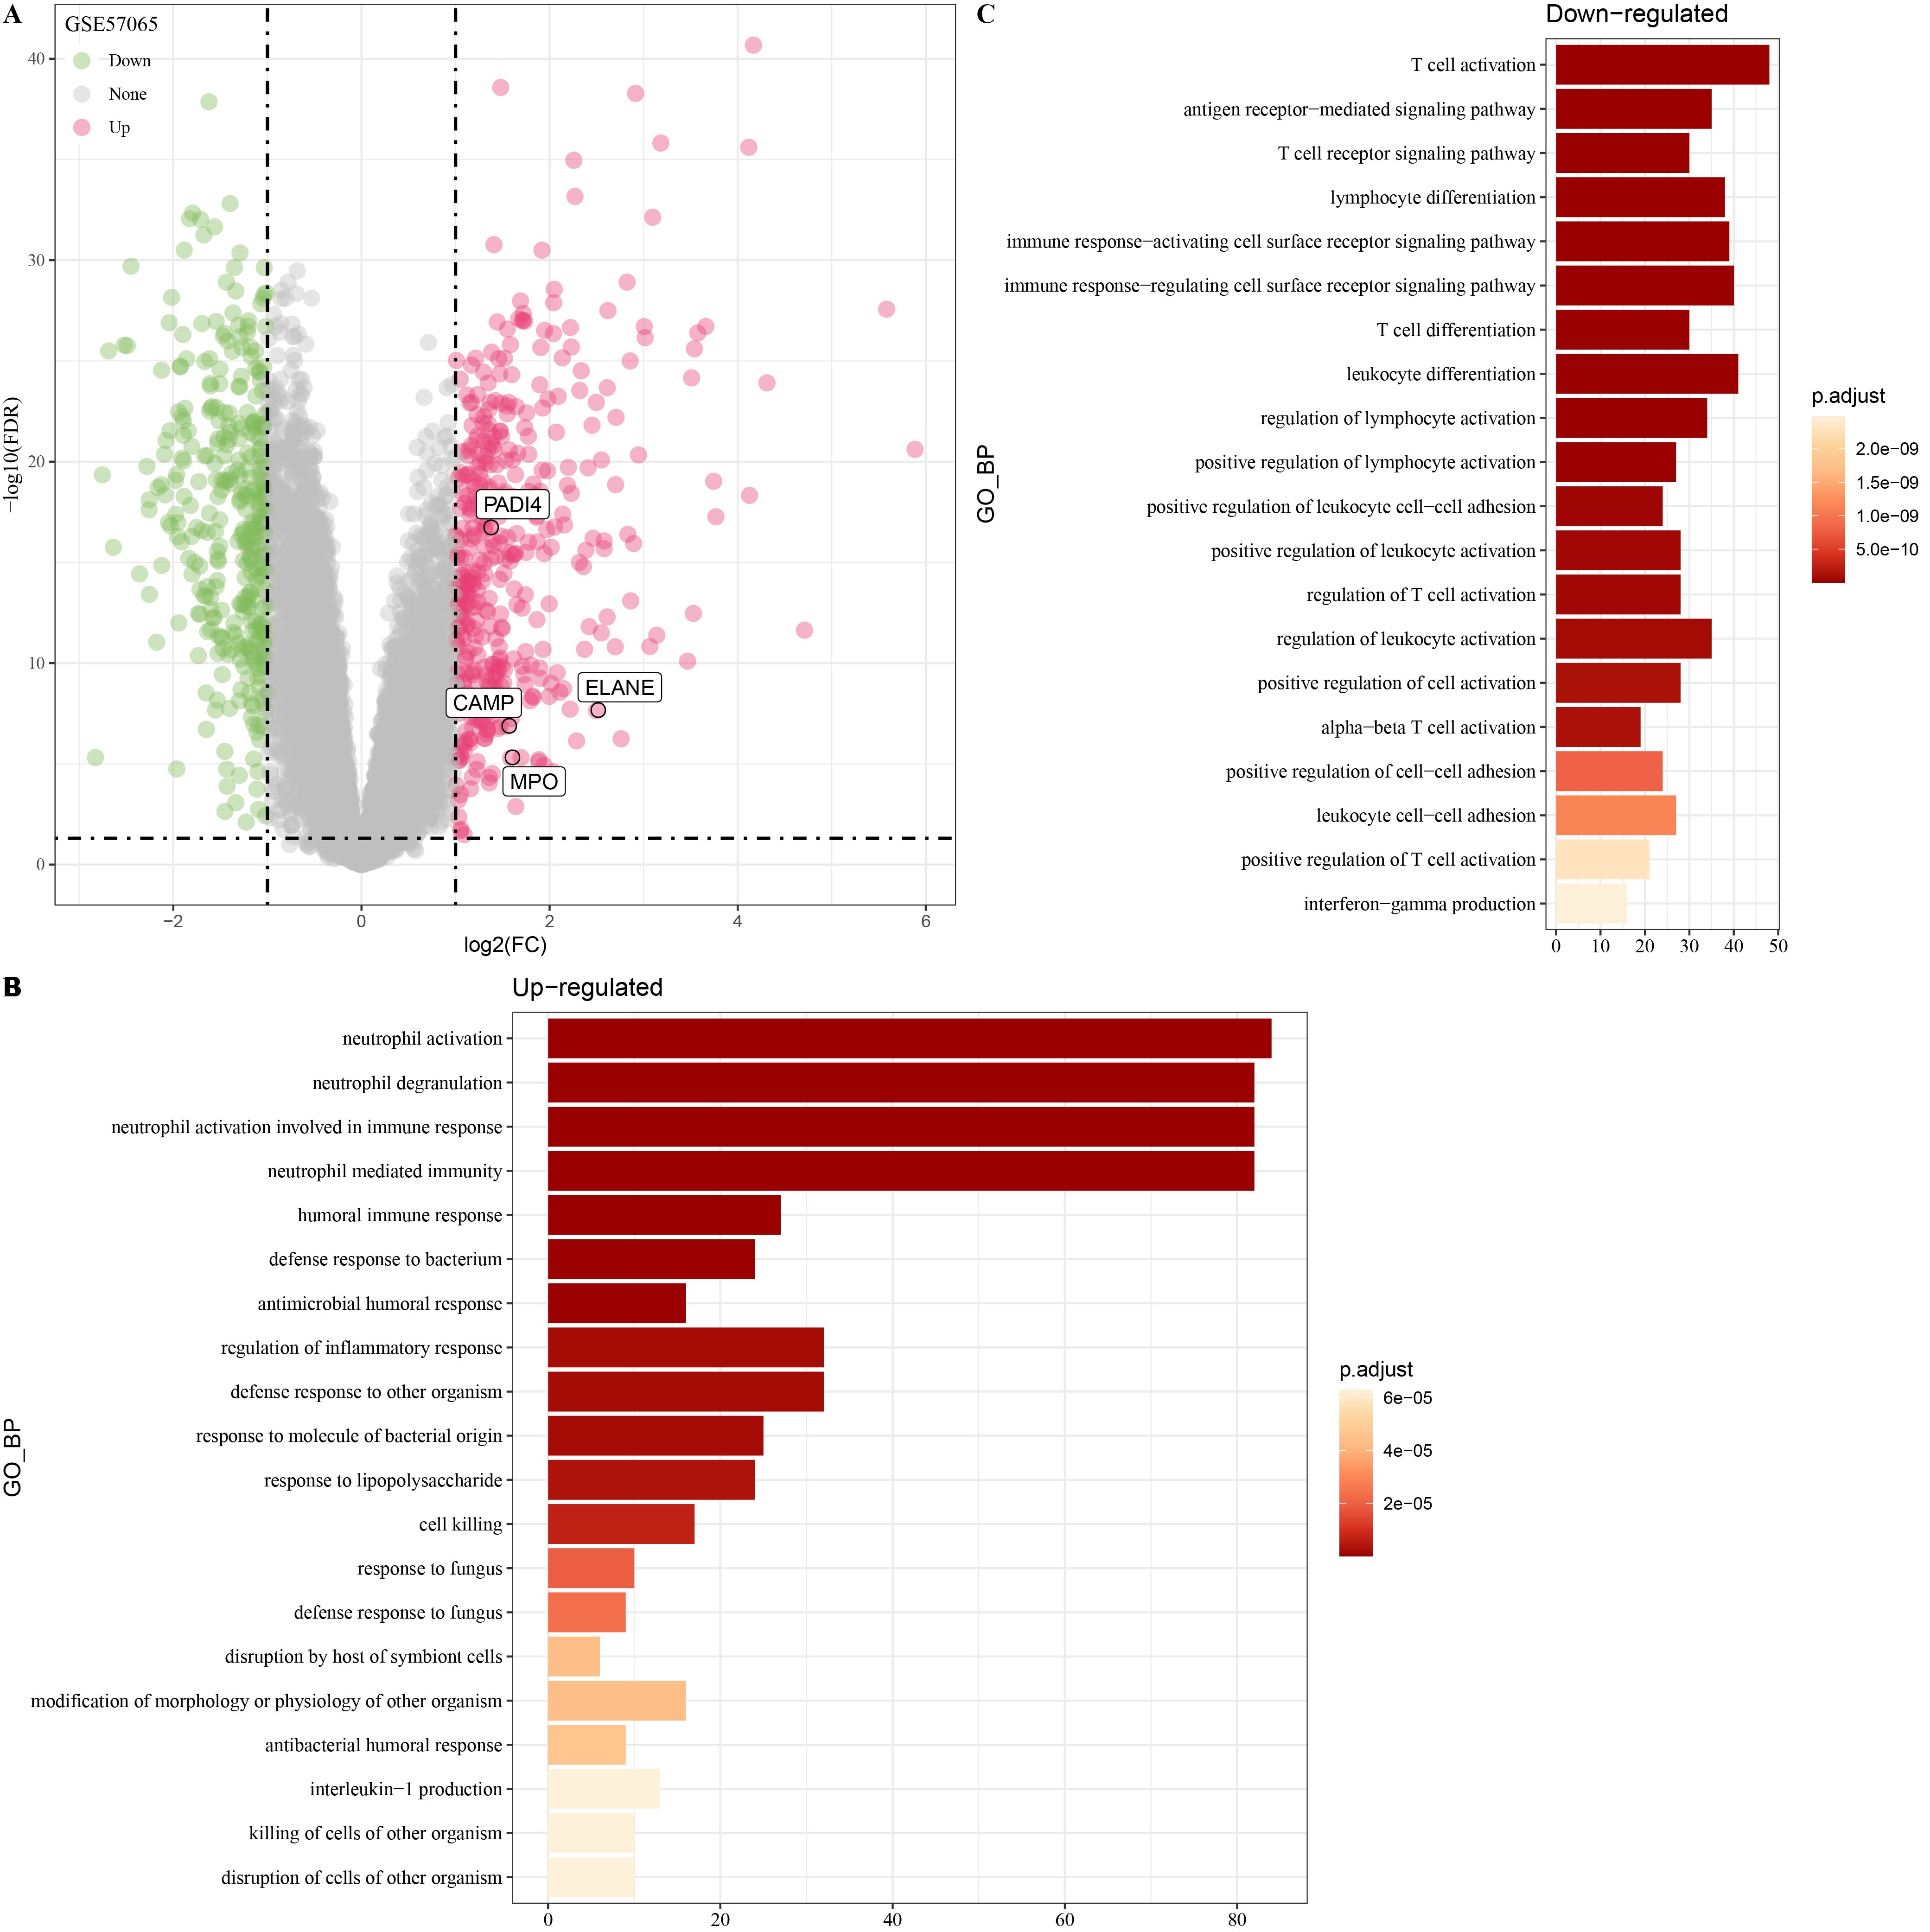 A
GSE57065
Down
None
Up
40
30
20
10
0
−log10(FDR)
PADI4
CAMP
ELANE
MPO
−2
0
2
4
6
log2(FC)
C
Down−regulated
GO_BP
T cell activation
antigen receptor−mediated signaling pathway
T cell receptor signaling pathway
lymphocyte differentiation
immune response−activating cell surface receptor signaling pathway
immune response−regulating cell surface receptor signaling pathway
T cell differentiation
leukocyte differentiation
regulation of lymphocyte activation
positive regulation of lymphocyte activation
positive regulation of leukocyte cell−cell adhesion
positive regulation of leukocyte activation
regulation of T cell activation
regulation of leukocyte activation
positive regulation of cell activation
alpha−beta T cell activation
positive regulation of cell−cell adhesion
leukocyte cell−cell adhesion
positive regulation of T cell activation
interferon−gamma production
0 10 20 30 40 50
p.adjust
2.0e−09
1.5e−09
1.0e−09
5.0e−10
B
Up−regulated
GO_BP
neutrophil activation
neutrophil degranulation
neutrophil activation involved in immune response
neutrophil mediated immunity
humoral immune response
defense response to bacterium
antimicrobial humoral response
regulation of inflammatory response
defense response to other organism
response to molecule of bacterial origin
response to lipopolysaccharide
cell killing
response to fungus
defense response to fungus
disruption by host of symbiont cells
modification of morphology or physiology of other organism
antibacterial humoral response
interleukin−1 production
killing of cells of other organism
disruption of cells of other organism
0 20 40 60 80
p.adjust
6e−05
4e−05
2e−05